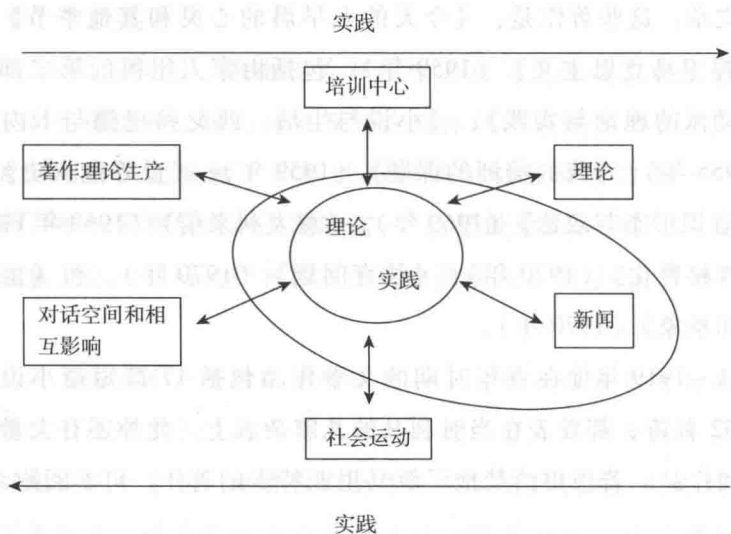 实践
培训中心
著作理论生产
理论
理论
实践
对话空间和相
互影响
新闻
社会运动
实践